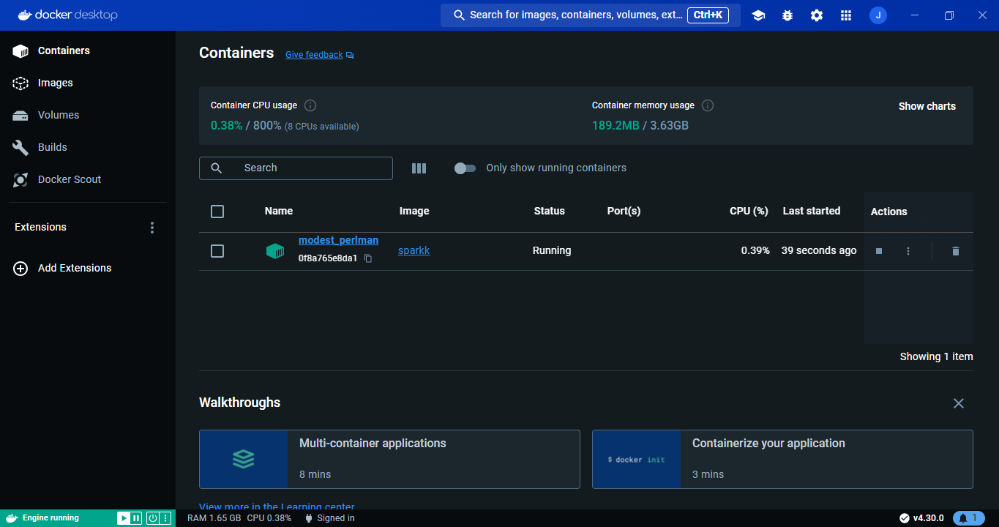 docker desktop
Search for images, containers, volumes, ext... Ctrl+K
J
Containers
Images
Volumes
Builds
Docker Scout
Extensions
Add Extensions
Containers Give feedback
Container CPU usage
0.38% / 800% (8 CPUs available)
Container memory usage
189.2MB / 3.63GB
Show charts
Search
Only show running containers
Name Image Status Port(s) CPU (%) Last started Actions
modest_perlman
0f8a765e8da1
sparkk Running 0.39% 39 seconds ago
Showing 1 item
Walkthroughs
Multi-container applications
8 mins
$ docker init
Containerize your application
3 mins
View more in the Learning center
Engine running
RAM 1.65 GB CPU 0.38% Signed in
v4.30.0
1